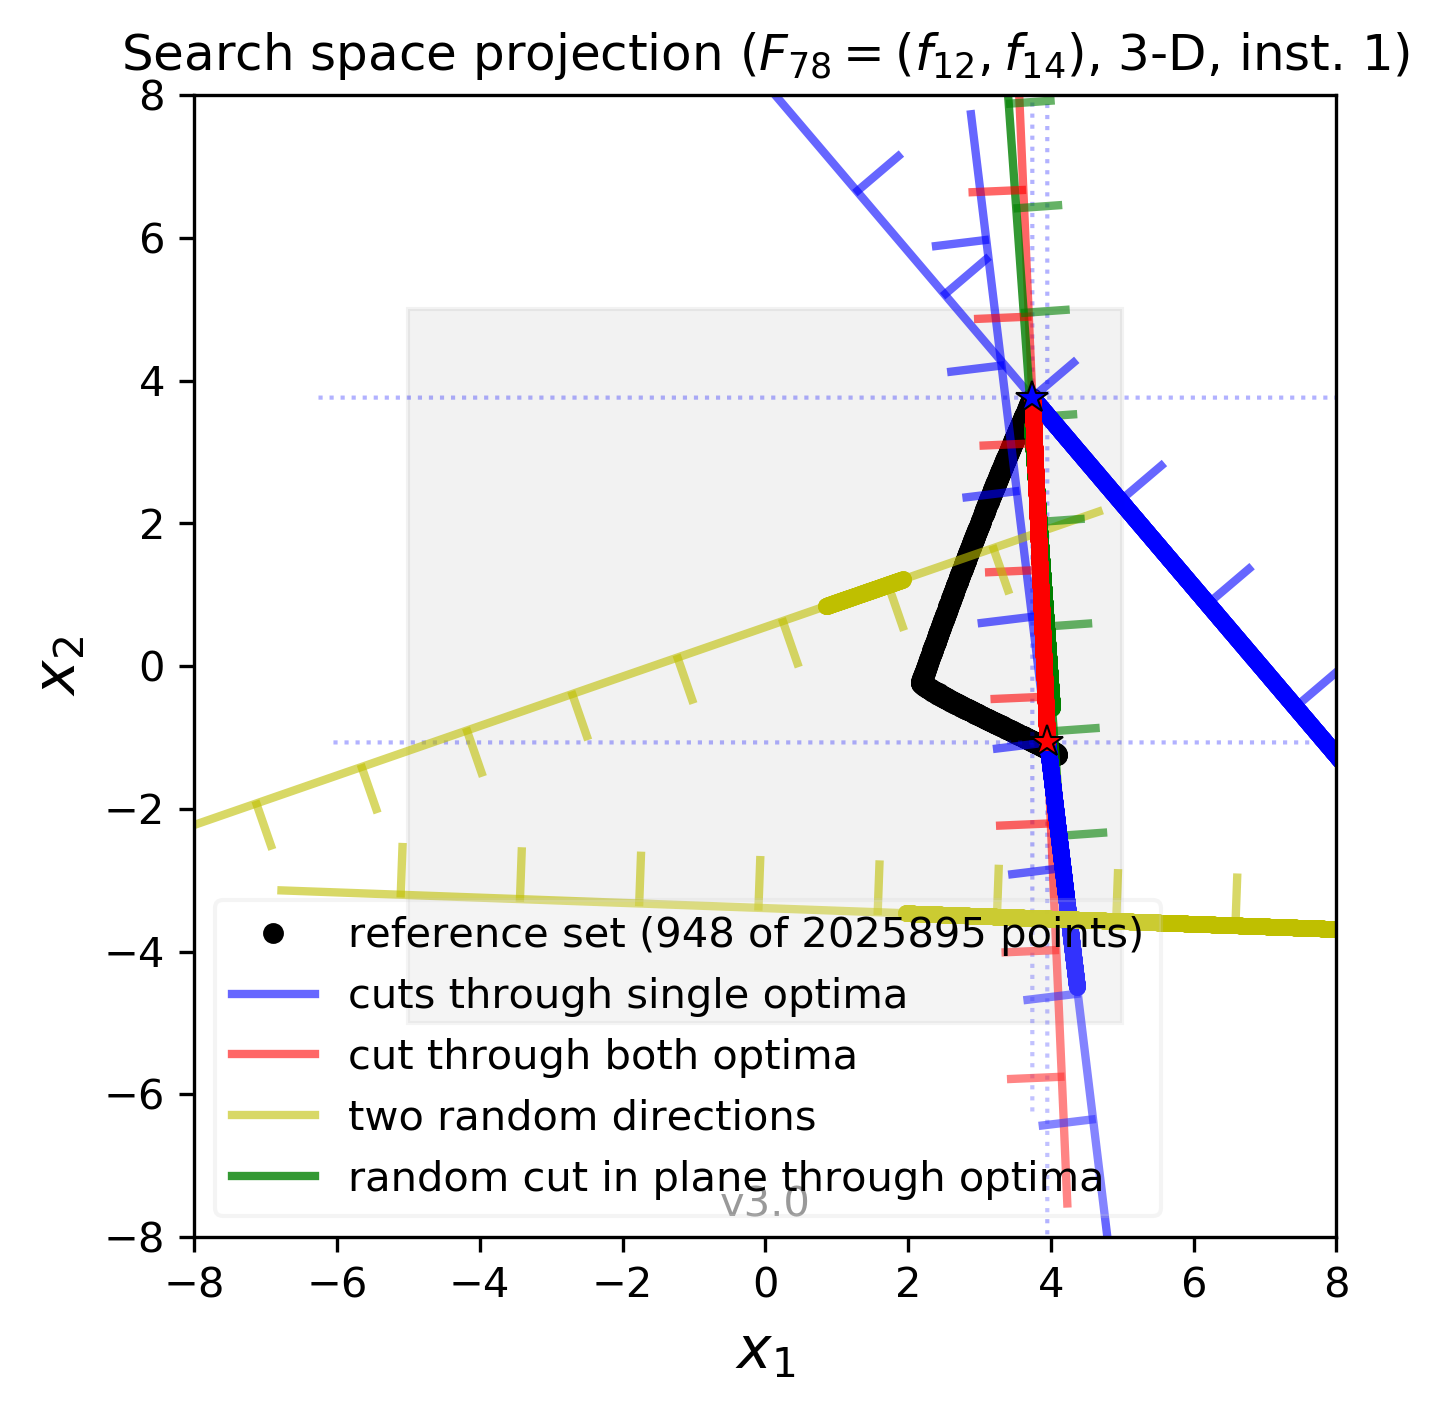 Search space projection (F₇₈ = (f₁₂, f₁₄), 3-D, inst. 1)
8
6
4
2
0
−2
−4
−6
−8
x₂
reference set (948 of 2025895 points)
cuts through single optima
cut through both optima
two random directions
random cut in plane through optima
v3.0
−8 −6 −4 −2 0 2 4 6 8
x₁